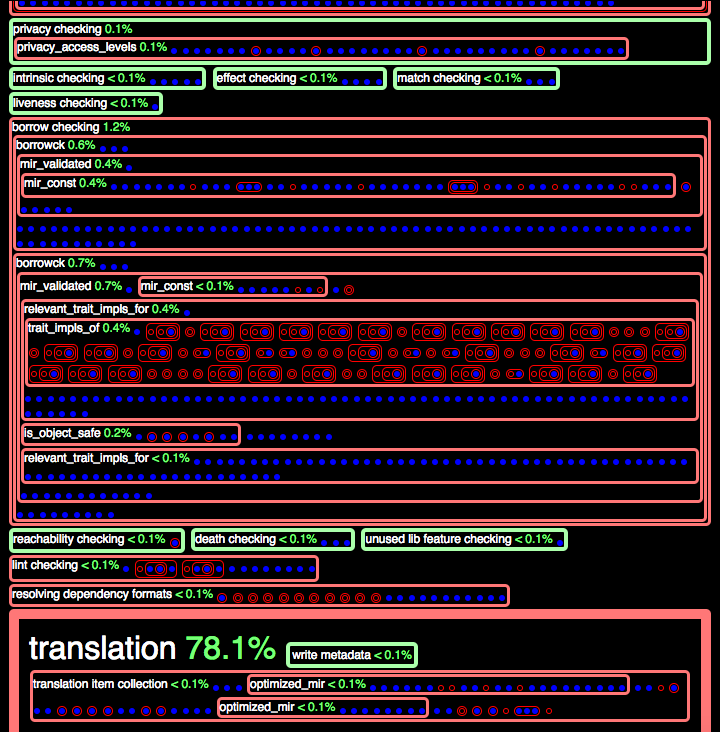 privacy checking 0.1%
privacy_access_levels 0.1%
intrinsic checking < 0.1% effect checking < 0.1% match checking < 0.1%
liveness checking < 0.1%
borrow checking 1.2%
borrowck 0.6%
mir_validated 0.4%
mir_const 0.4%
borrowck 0.7%
mir_validated 0.7% mir_const < 0.1%
relevant_trait_impls_for 0.4%
trait_impls_of 0.4%
is_object_safe 0.2%
relevant_trait_impls_for < 0.1%
reachability checking < 0.1% death checking < 0.1% unused lib feature checking < 0.1%
lint checking < 0.1%
resolving dependency formats < 0.1%
translation 78.1% write metadata < 0.1%
translation item collection < 0.1% optimized_mir < 0.1%
optimized_mir < 0.1%